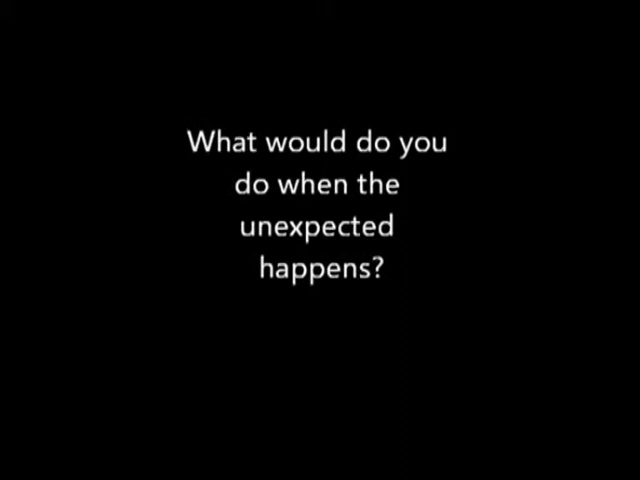 What would do you
do when the
unexpected
happens?